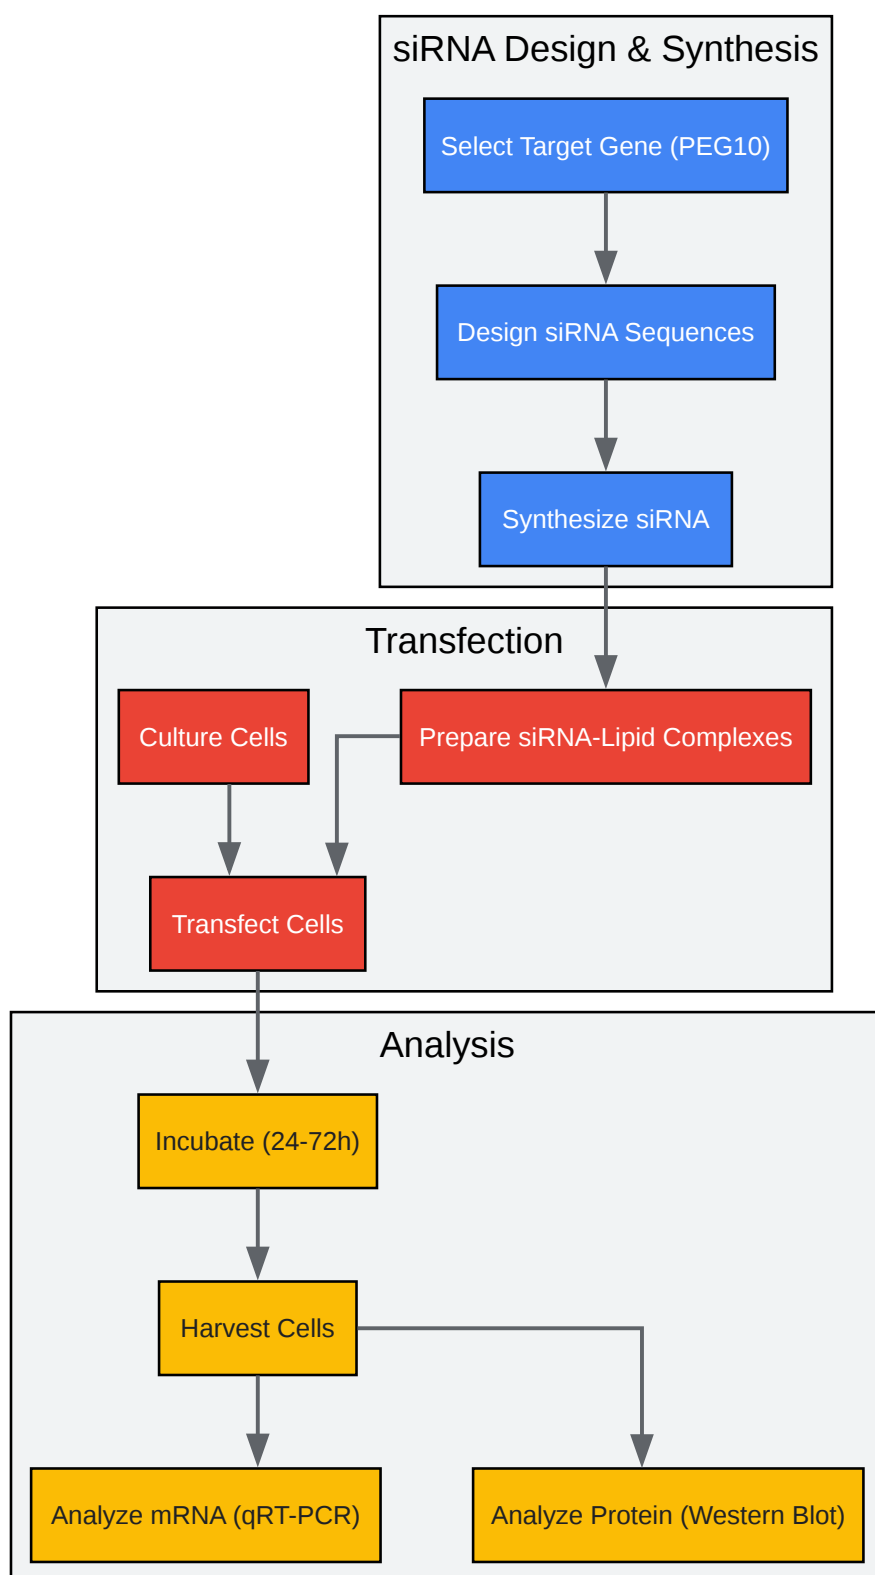 siRNA Design & Synthesis
Select Target Gene (PEG10)
Design siRNA Sequences
Synthesize siRNA
Transfection
Culture Cells
Prepare siRNA-Lipid Complexes
Transfect Cells
Analysis
Incubate (24-72h)
Harvest Cells
Analyze mRNA (qRT-PCR)
Analyze Protein (Western Blot)